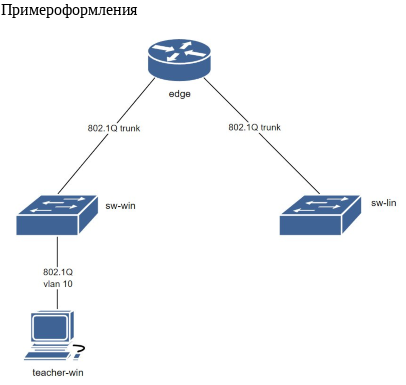 Примероформления
edge
802.1Q trunk
802.1Q trunk
sw-win
sw-lin
802.1Q
vlan 10
teacher-win